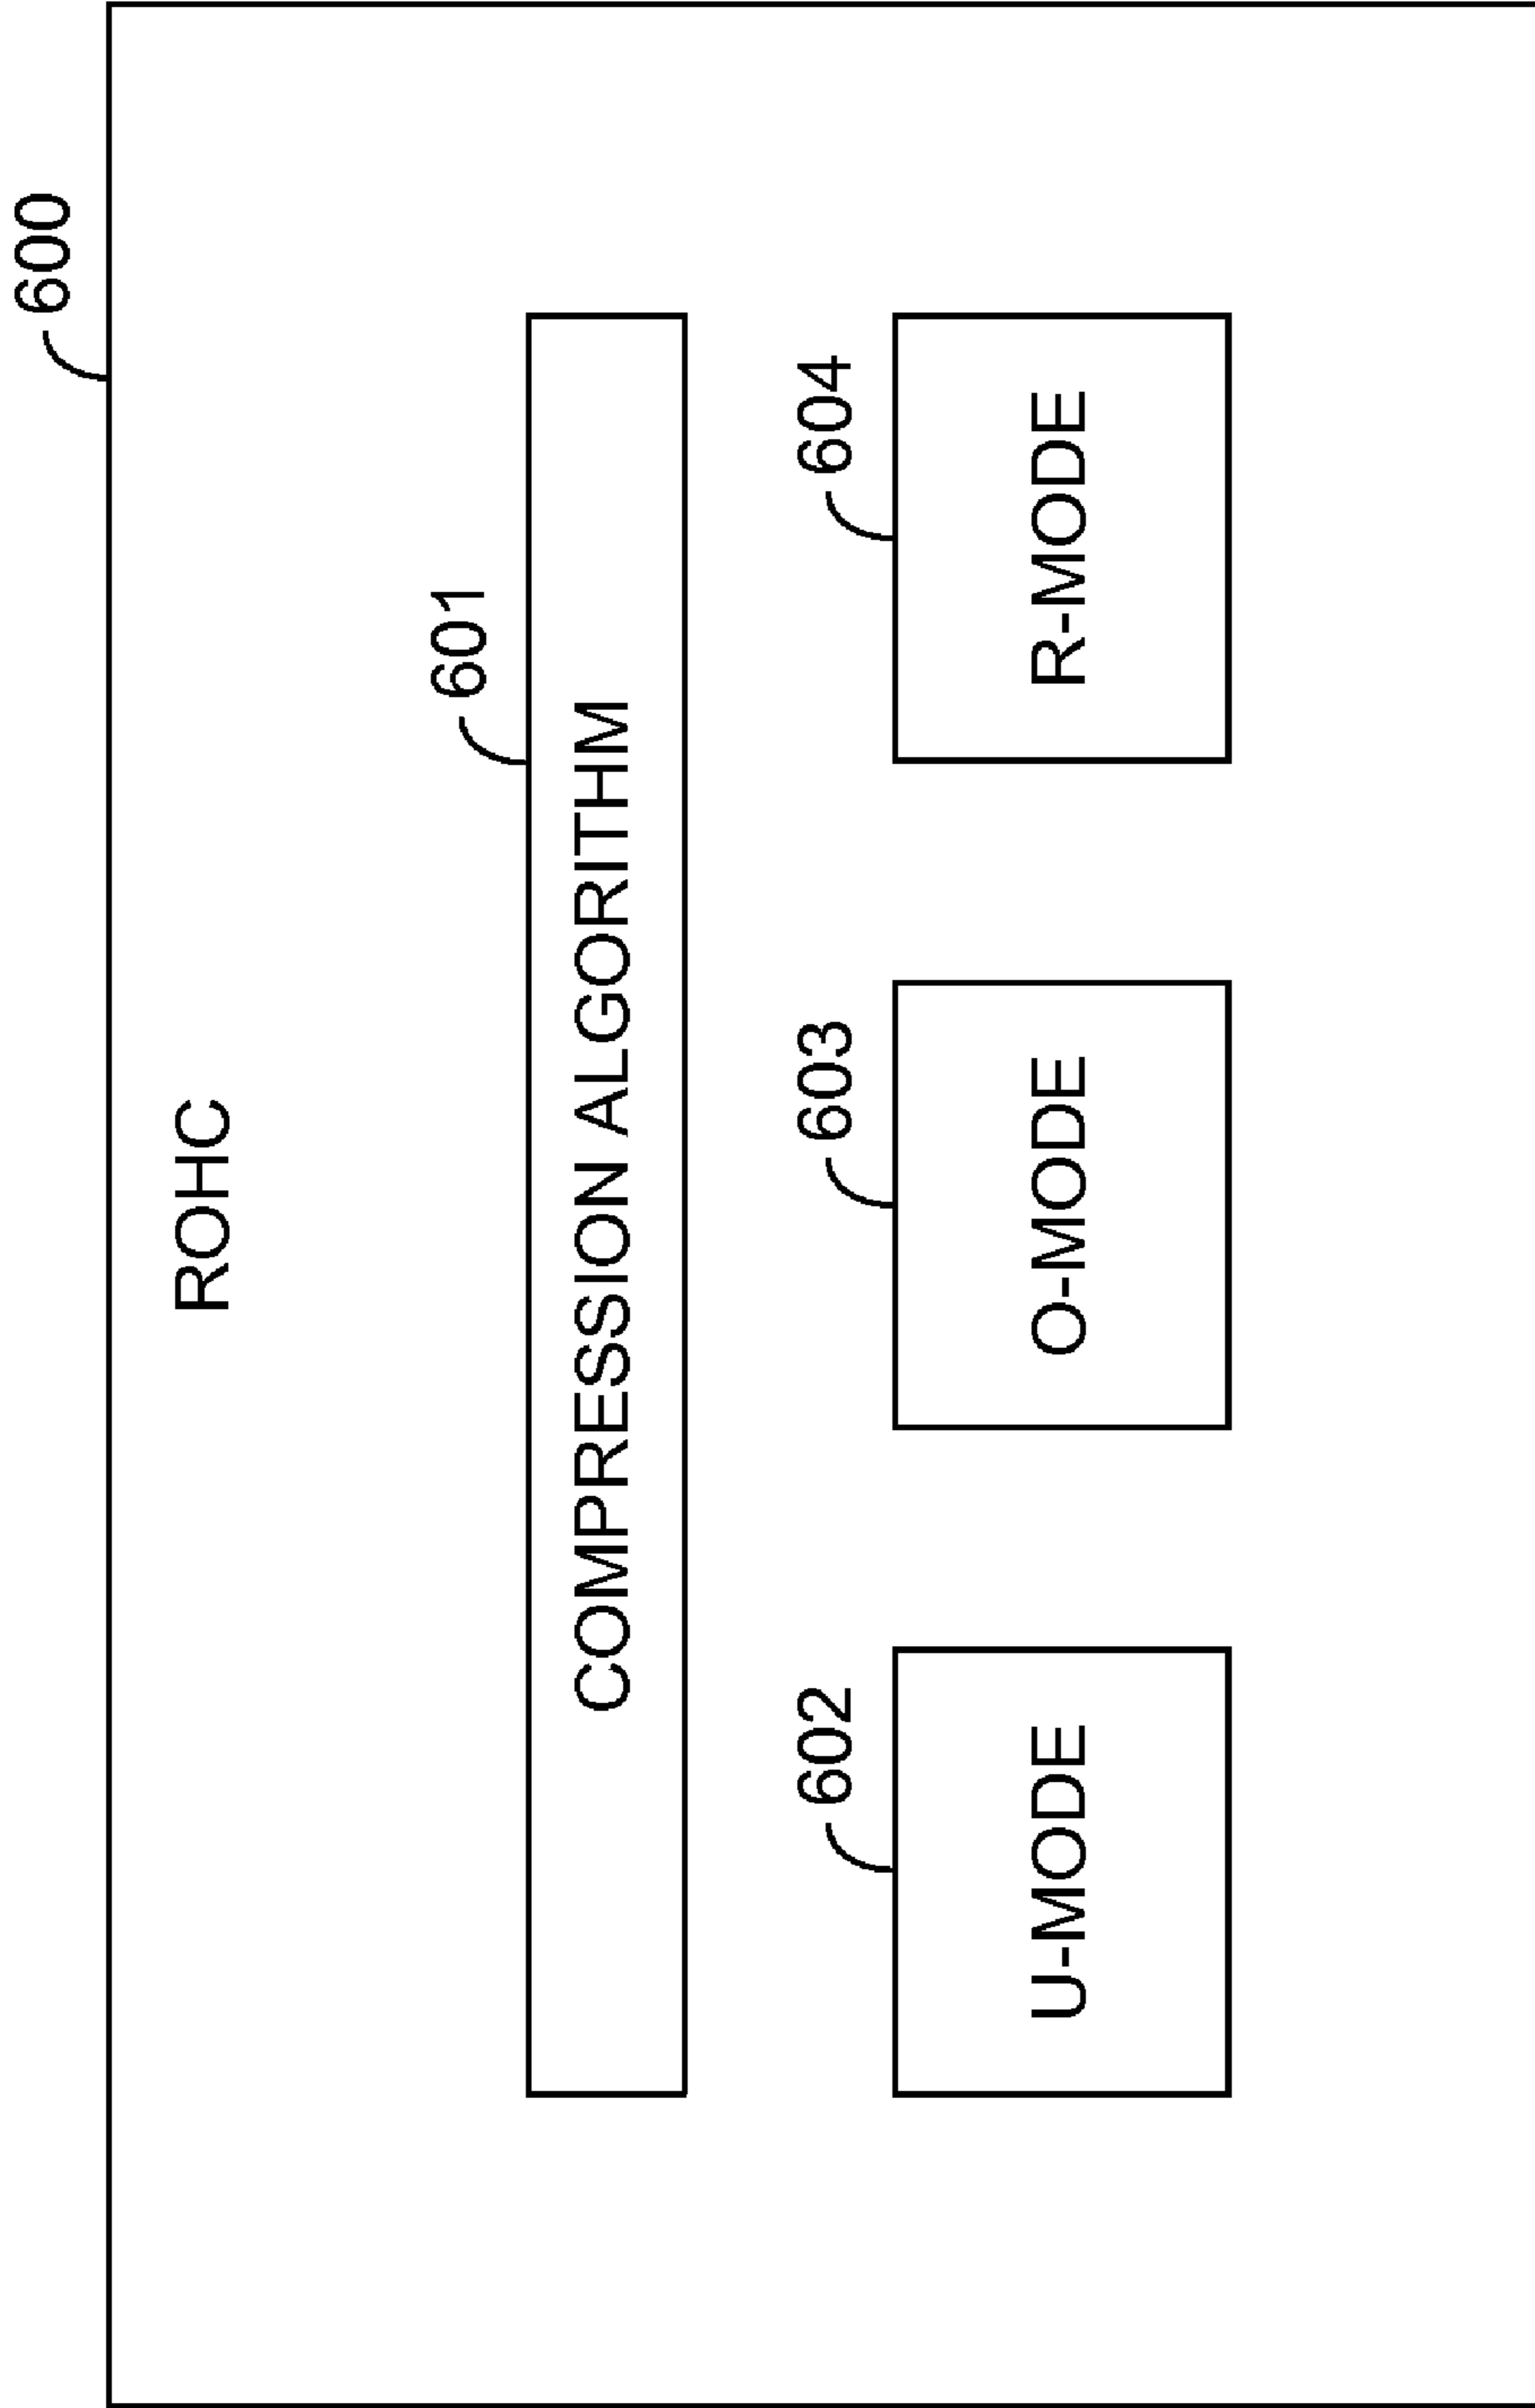 600
ROHC
601
COMPRESSION ALGORITHM
602
603
604
U-MODE
O-MODE
R-MODE